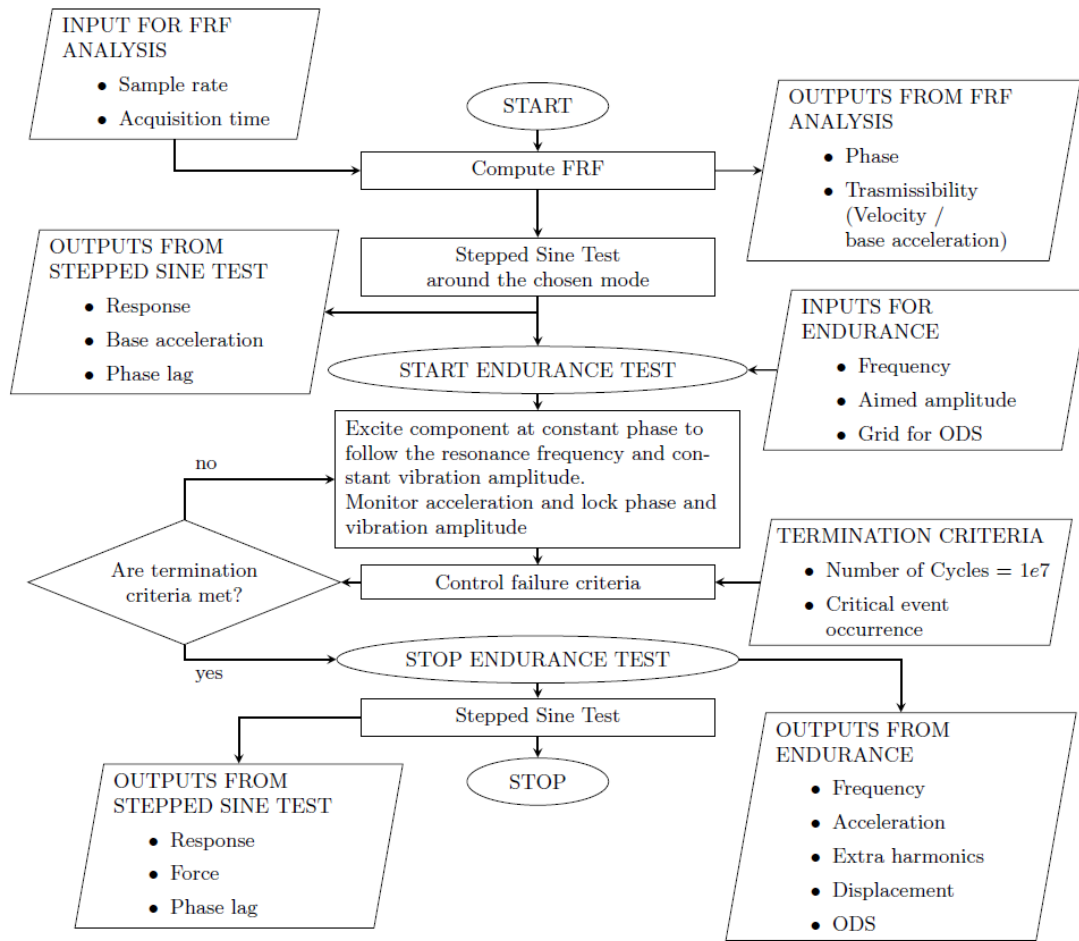 INPUT FOR FRF
ANALYSIS
• Sample rate
• Acquisition time
START
OUTPUTS FROM FRF
ANALYSIS
• Phase
• Trasmissibility
(Velocity /
base acceleration)
Compute FRF
OUTPUTS FROM
STEPPED SINE TEST
• Response
• Base acceleration
• Phase lag
Stepped Sine Test
around the chosen mode
INPUTS FOR
ENDURANCE
• Frequency
• Aimed amplitude
• Grid for ODS
START ENDURANCE TEST
Excite component at constant phase to
follow the resonance frequency and con-
stant vibration amplitude.
Monitor acceleration and lock phase and
vibration amplitude
no
Are termination
criteria met?
Control failure criteria
TERMINATION CRITERIA
• Number of Cycles = 1e7
• Critical event
occurrence
yes
STOP ENDURANCE TEST
Stepped Sine Test
STOP
OUTPUTS FROM
STEPPED SINE TEST
• Response
• Force
• Phase lag
OUTPUTS FROM
ENDURANCE
• Frequency
• Acceleration
• Extra harmonics
• Displacement
• ODS